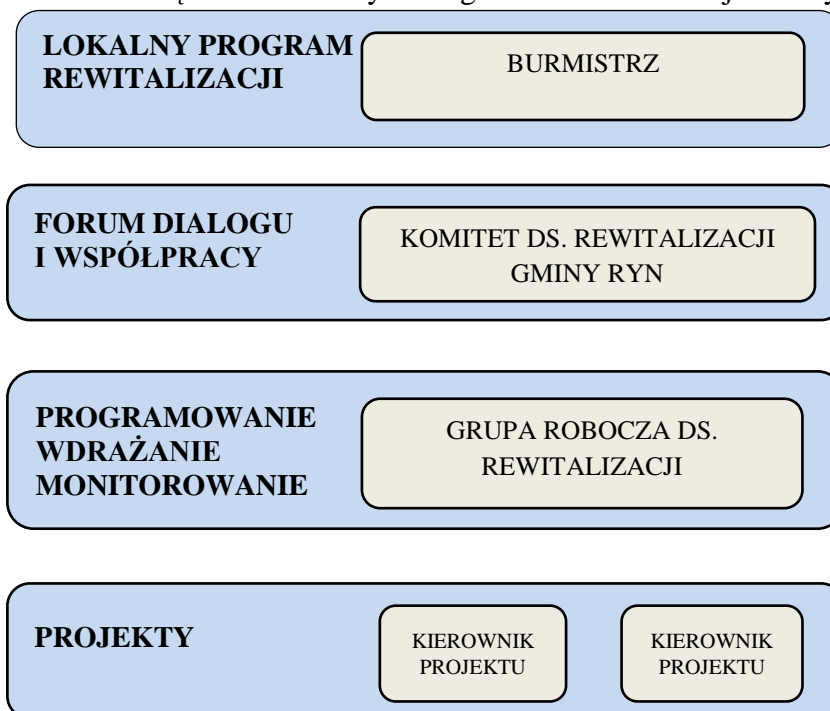 LOKALNY PROGRAM
REWITALIZACJI
BURMISTRZ
FORUM DIALOGU
I WSPÓŁPRACY
KOMITET DS. REWITALIZACJI
GMINY RYN
PROGRAMOWANIE
WDRAŻANIE
MONITOROWANIE
GRUPA ROBOCZA DS.
REWITALIZACJI
PROJEKTY
KIEROWNIK
PROJEKTU
KIEROWNIK
PROJEKTU